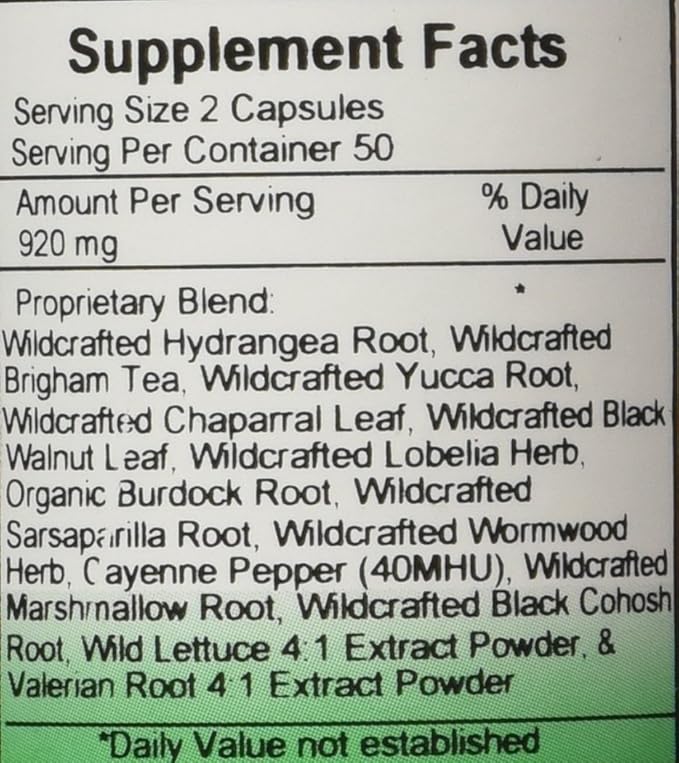 Supplement Facts
Serving Size 2 Capsules
Serving Per Container 50
Amount Per Serving % Daily
920 mg Value
Proprietary Blend: *
Wildcrafted Hydrangea Root, Wildcrafted
Brigham Tea, Wildcrafted Yucca Root,
Wildcrafted Chaparral Leaf, Wildcrafted Black
Walnut Leaf, Wildcrafted Lobelia Herb,
Organic Burdock Root, Wildcrafted
Sarsaparilla Root, Wildcrafted Wormwood
Herb, Cayenne Pepper (40MHU), Wildcrafted
Marshmallow Root, Wildcrafted Black Cohosh
Root, Wild Lettuce 4:1 Extract Powder, &
Valerian Root 4:1 Extract Powder
*Daily Value not established